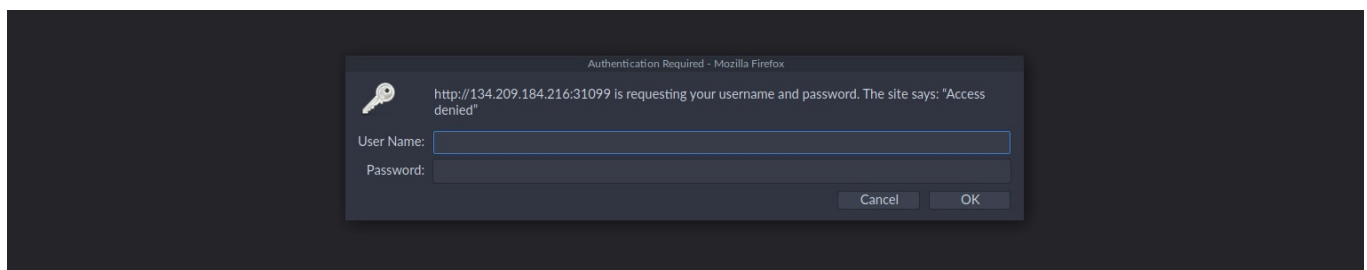 Authentication Required - Mozilla Firefox
http://134.209.184.216:31099 is requesting your username and password. The site says: “Access
denied”
User Name:
Password:
Cancel OK